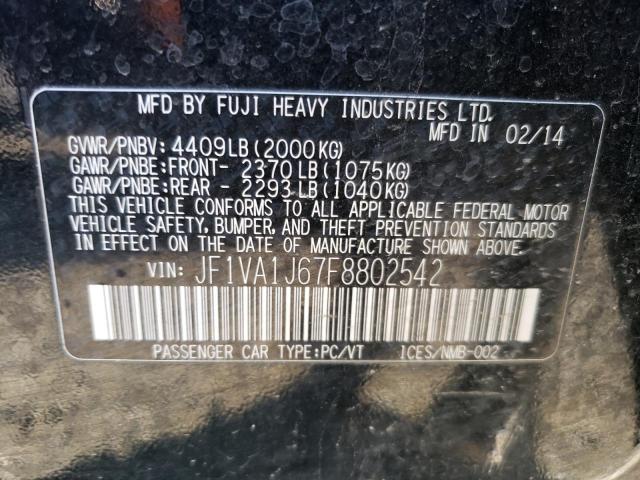 MFD BY FUJI HEAVY INDUSTRIES LTD.
MFD IN 02/14
GVWR/PNBV: 4409LB(2000KG)
GAWR/PNBE:FRONT- 2370LB(1075KG)
GAWR/PNBE:REAR - 2293LB(1040KG)
THIS VEHICLE CONFORMS TO ALL APPLICABLE FEDERAL MOTOR
VEHICLE SAFETY, BUMPER, AND THEFT PREVENTION STANDARDS
IN EFFECT ON THE DATE OF MANUFACTURE SHOWN ABOVE.
VIN: JF1VA1J67F8802542
PASSENGER CAR TYPE:PC/VT 1CES/NMB-002